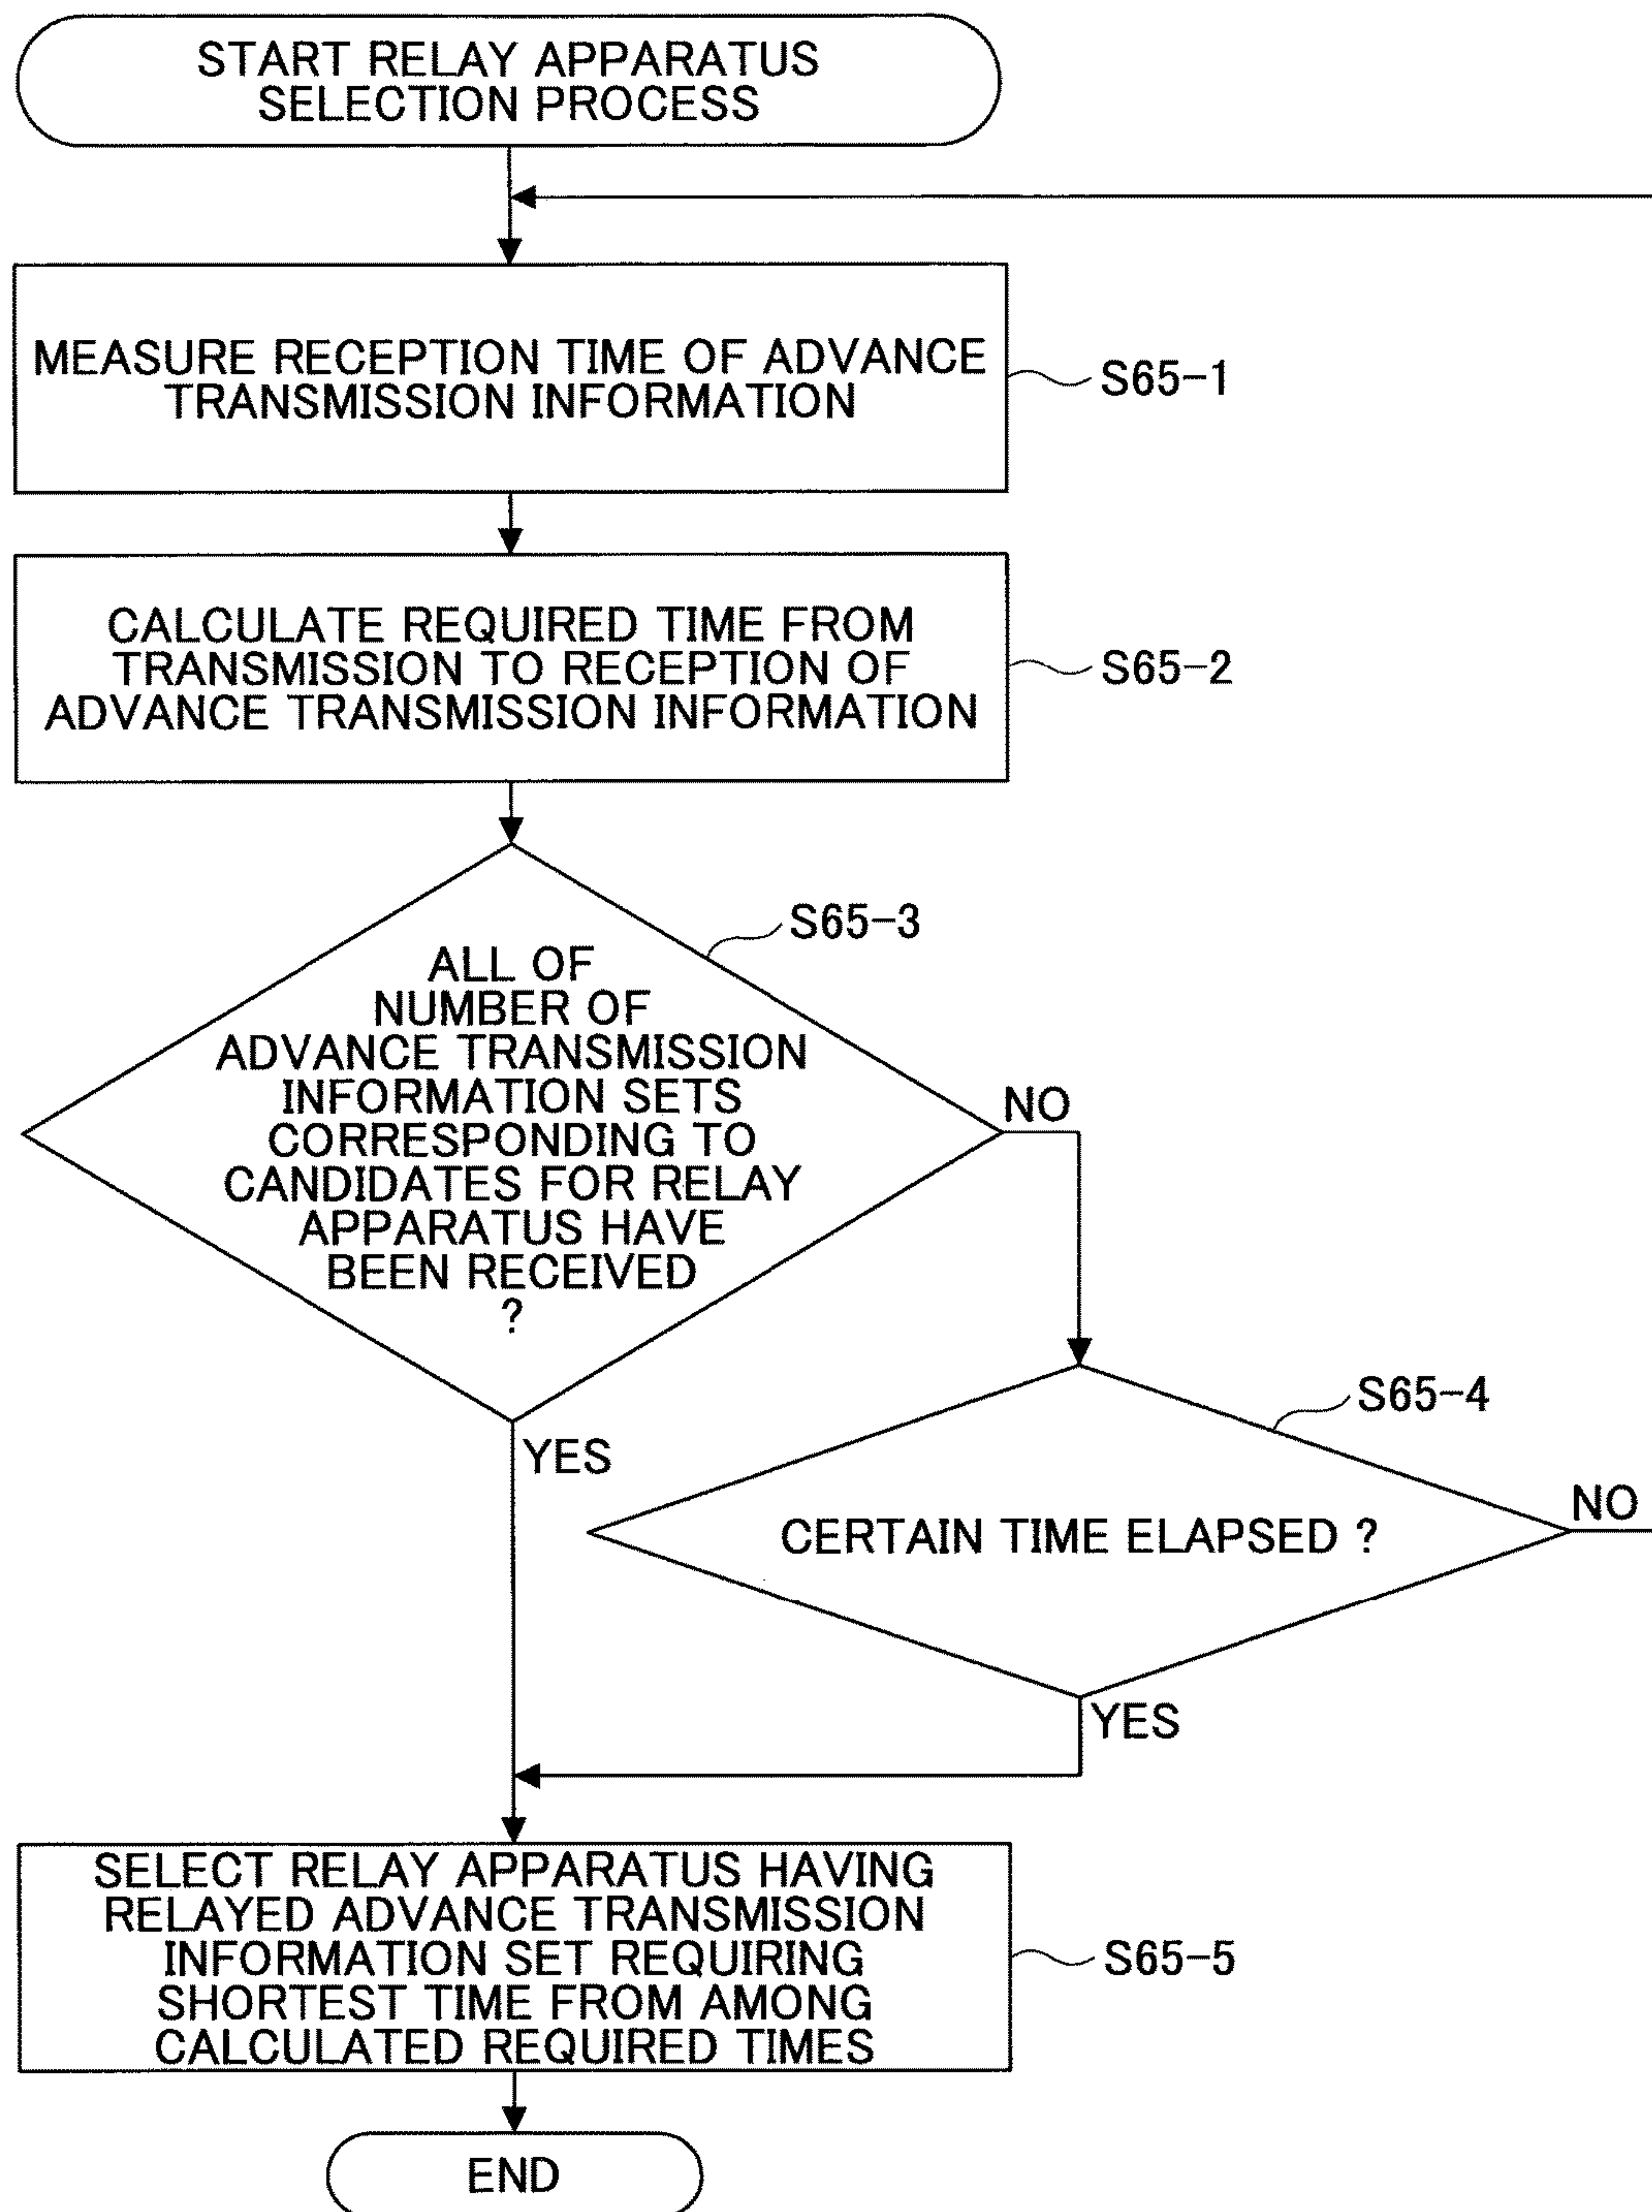 START RELAY APPARATUS
SELECTION PROCESS
MEASURE RECEPTION TIME OF ADVANCE
TRANSMISSION INFORMATION
S65-1
CALCULATE REQUIRED TIME FROM
TRANSMISSION TO RECEPTION OF
ADVANCE TRANSMISSION INFORMATION
S65-2
S65-3
ALL OF
NUMBER OF
ADVANCE TRANSMISSION
INFORMATION SETS
CORRESPONDING TO
CANDIDATES FOR RELAY
APPARATUS HAVE
BEEN RECEIVED
?
NO
YES
S65-4
CERTAIN TIME ELAPSED ?
NO
YES
SELECT RELAY APPARATUS HAVING
RELAYED ADVANCE TRANSMISSION
INFORMATION SET REQUIRING
SHORTEST TIME FROM AMONG
CALCULATED REQUIRED TIMES
S65-5
END